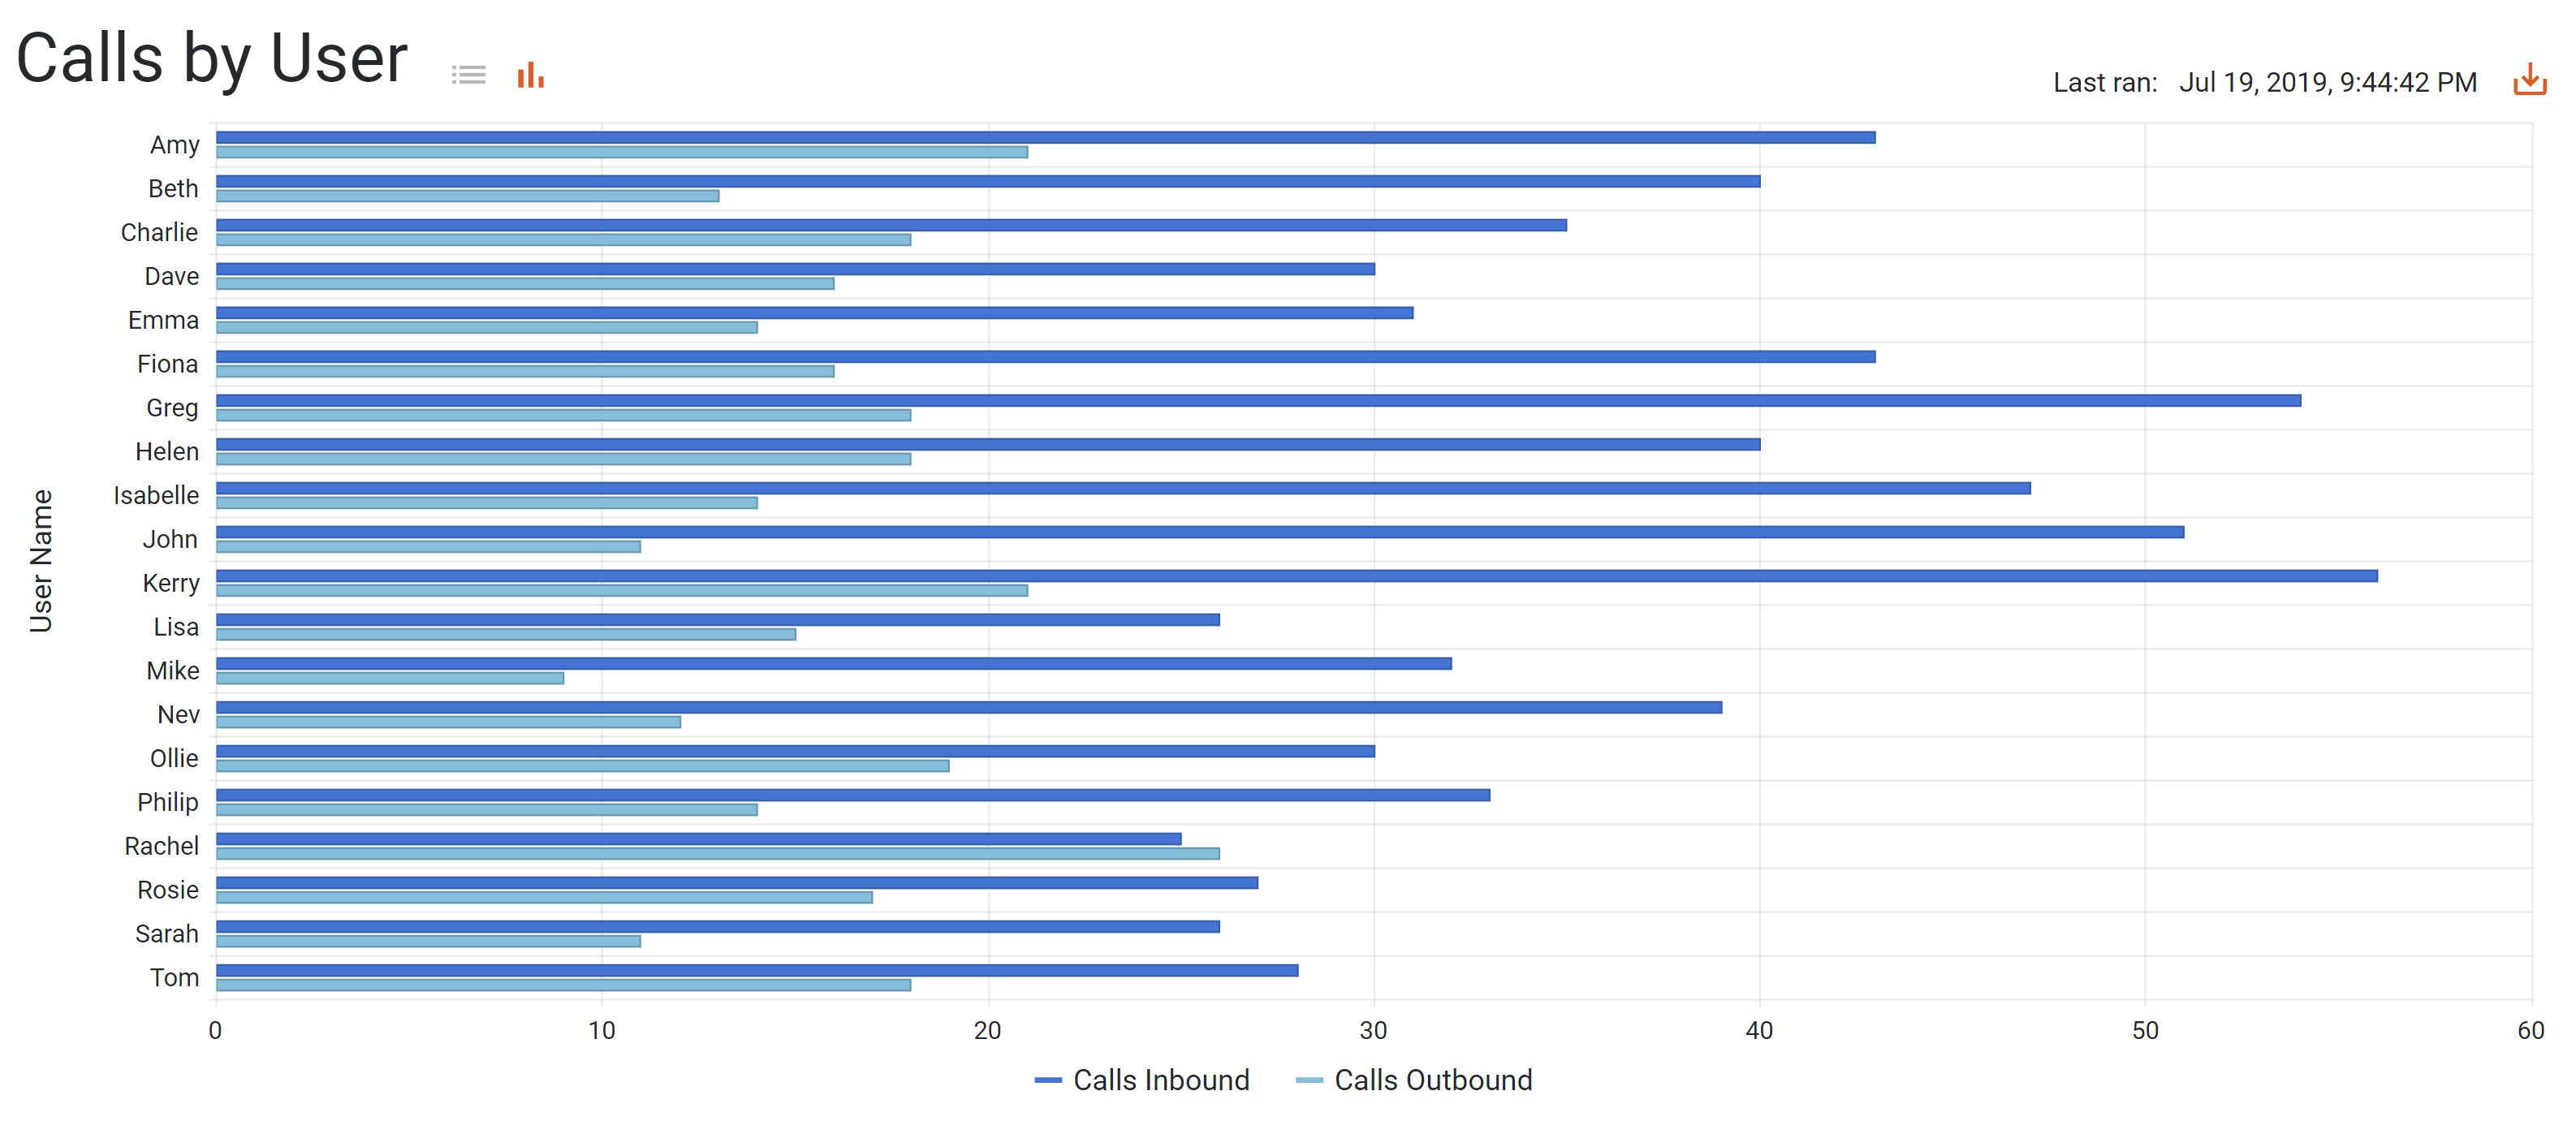 Calls by User
Last ran: Jul 19, 2019, 9:44:42 PM
User Name
Amy
Beth
Charlie
Dave
Emma
Fiona
Greg
Helen
Isabelle
John
Kerry
Lisa
Mike
Nev
Ollie
Philip
Rachel
Rosie
Sarah
Tom
0 10 20 30 40 50 60
Calls Inbound Calls Outbound